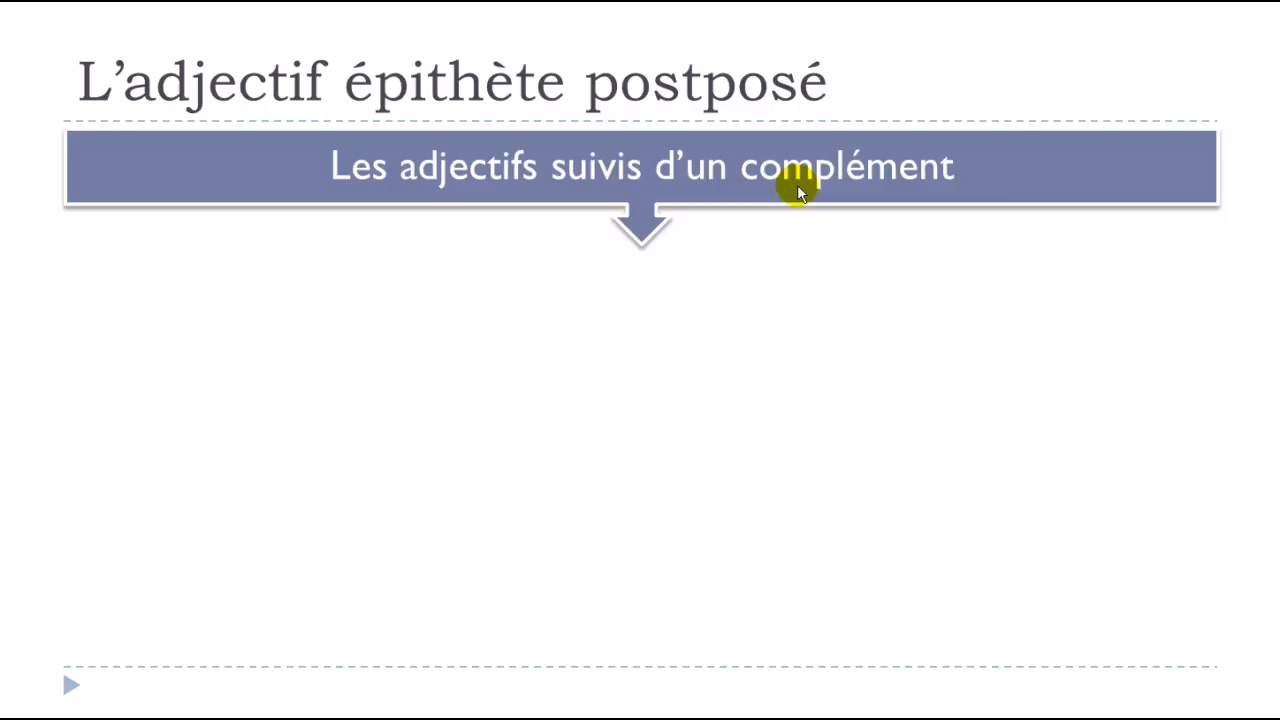 L’adjectif épithète postposé
Les adjectifs suivis d’un complément